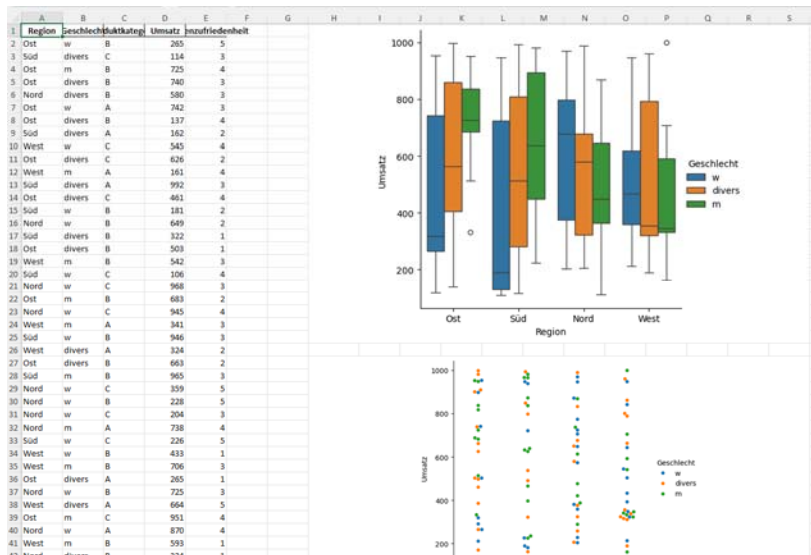 A B C D E F G H I J K L M N O P Q R S
1 Region Geschlech duktkateg Umsatz enzufriedenheit
2 Ost w B 265 5
3 Süd divers C 114 3
4 Ost m B 725 4
5 Ost divers B 740 3
6 Nord divers B 580 3
7 Ost w A 742 3
8 Ost divers B 137 4
9 Süd divers A 162 2
10 West w C 545 4
11 Ost divers C 626 2
12 West m A 161 4
13 Süd divers A 992 3
14 Ost divers C 461 4
15 Süd w B 181 2
16 Nord w B 649 2
17 Süd divers B 322 1
18 Ost divers B 503 1
19 West m B 542 3
20 Süd w C 106 4
21 Nord w C 968 3
22 Ost m B 683 2
23 Nord w C 945 4
24 West m A 341 3
25 Süd w B 946 3
26 West divers A 324 2
27 Ost divers B 663 2
28 Süd m B 965 3
29 Nord w C 359 5
30 Nord w B 228 5
31 Nord w C 204 3
32 Nord m A 738 4
33 Süd w C 226 5
34 West w B 433 1
35 West m B 706 3
36 Ost divers A 265 1
37 Nord w B 725 3
38 West divers A 664 5
39 Ost m C 951 4
40 Nord w A 870 4
41 West m B 593 1
1000
800
600
400
200
Umsatz
Ost Süd Nord West
Region
Geschlecht
w
divers
m
1000
800
600
400
200
Umsatz
Geschlecht
w
divers
m